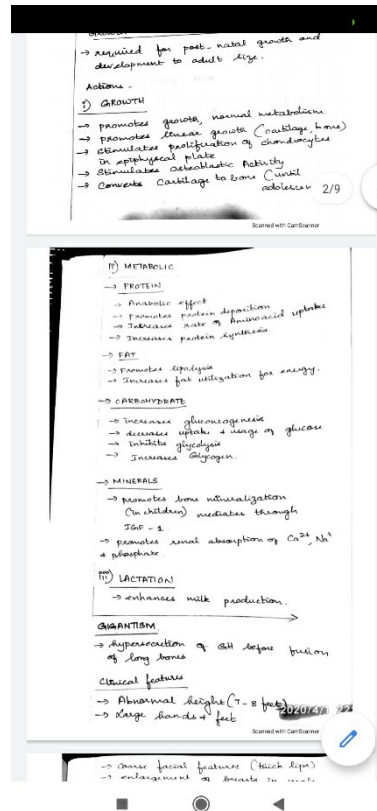 → required for post-natal growth and
development to adult size.
Actions -
i) GROWTH
→ promotes growth, normal metabolism
→ promotes linear growth (cartilage, bone)
→ stimulates proliferation of chondrocytes
in epiphyseal plate
→ stimulates osteoblastic Activity
→ converts cartilage to bone (until
adolescen
2/9
Scanned with CamScanner
ii) METABOLIC
→ PROTEIN
→ Anabolic effect
→ Promotes protein deposition
→ Increases rate of Aminoacid uptake
→ Increases protein synthesis
→ FAT
→ Promotes lipolysis
→ Increases fat utilization for energy.
→ CARBOHYDRATE
→ increases gluconeogenesis
→ decreases uptake & usage of glucose
→ inhibits glycolysis
→ Increases Glycogen.
→ MINERALS
→ promotes bone mineralization
(in children) mediates through
IGF - 1
→ promotes renal absorption of Ca²⁺, Na⁺
& phosphate
iii) LACTATION
→ enhances milk production.
GIGANTISM
→ hypersecretion of GH before fusion
of long bones
Clinical features
→ Abnormal height (7-8 feet)
→ Large hands & feet
Scanned with CamScanner
→ coarse facial features (thick lips)
→ enlargement of breasts in